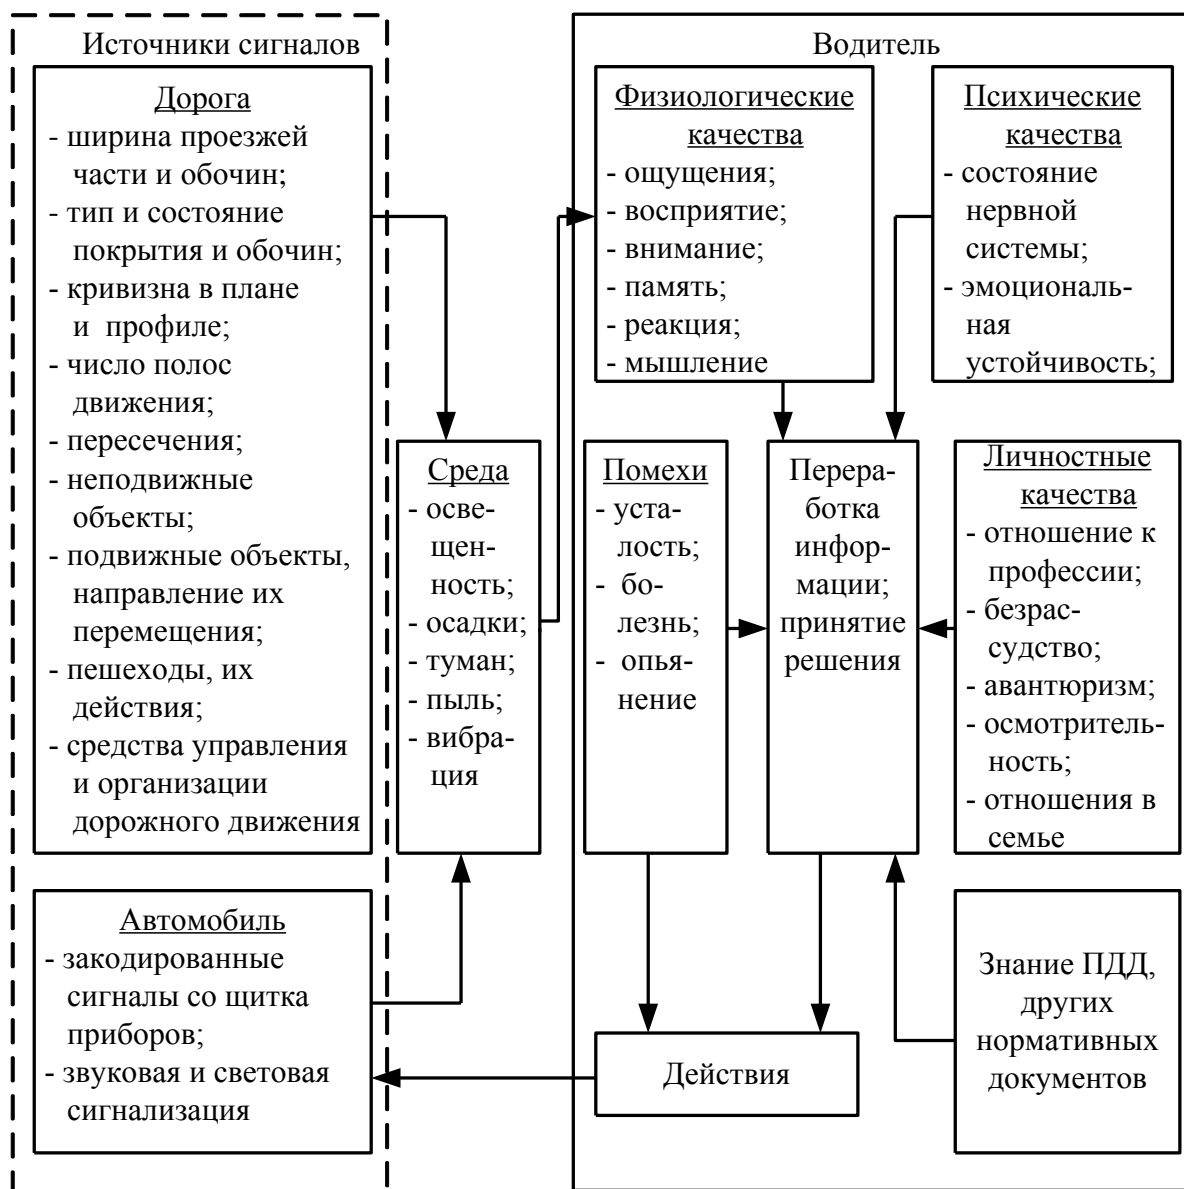 Источники сигналов
Дорога
- ширина проезжей
части и обочин;
- тип и состояние
покрытия и обочин;
- кривизна в плане
и профиле;
- число полос
движения;
- пересечения;
- неподвижные
объекты;
- подвижные объекты,
направление их
перемещения;
- пешеходы, их
действия;
- средства управления
и организации
дорожного движения
Автомобиль
- закодированные
сигналы со щитка
приборов;
- звуковая и световая
сигнализация
Среда
- осве-
щен-
ность;
- осадки;
- туман;
- пыль;
- вибра-
ция
Водитель
Физиологические
качества
- ощущения;
- восприятие;
- внимание;
- память;
- реакция;
- мышление
Психические
качества
- состояние
нервной
системы;
- эмоциональ-
ная
устойчивость;
Помехи
- уста-
лость;
- бо-
лезнь;
- опья-
нение
Перера-
ботка
инфор-
мации;
принятие
решения
Личностные
качества
- отношение к
профессии;
- безрас-
судство;
- авантюризм;
- осмотритель-
ность;
- отношения в
семье
Действия
Знание ПДД,
других
нормативных
документов